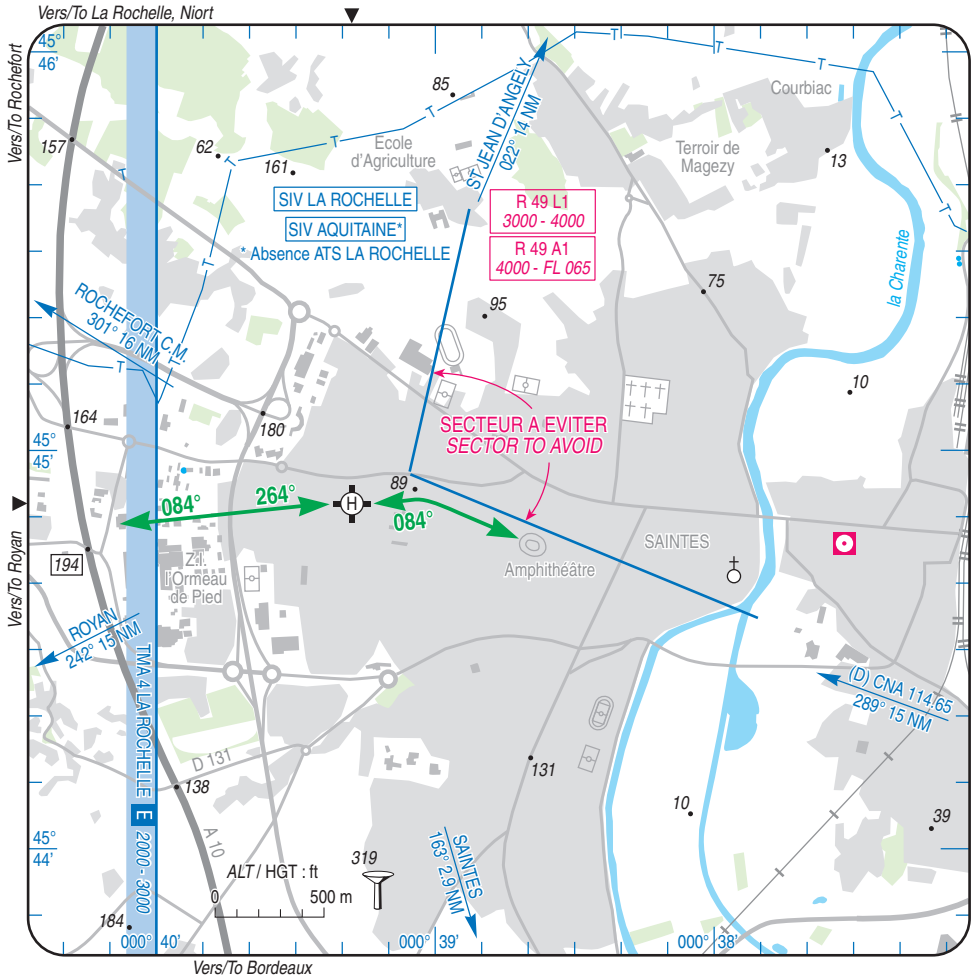 Vers/To La Rochelle, Niort
Vers/To Rochefort
45°
46'
157
62
85
161
Ecole
d'Agriculture
ST JEAN D'ANGELY
022° 14 NM
Courbiac
Terroir de
Magezy
13
SIV LA ROCHELLE
SIV AQUITAINE*
* Absence ATS LA ROCHELLE
R 49 L1
3000 - 4000
R 49 A1
4000 - FL 065
la Charente
75
95
ROCHEFORT C.M.
301° 16 NM
10
164
180
SECTEUR A EVITER
SECTOR TO AVOID
45°
45'
89
084°
264°
H
084°
SAINTES
Amphithéâtre
194
Z.I.
l'Ormeau
de Pied
Vers/To Royan
ROYAN
242° 15 NM
TMA 4 LA ROCHELLE E 2000 - 3000
(D) CNA 114.65
289° 15 NM
D 131
138
131
10
39
A 10
45°
44'
ALT / HGT : ft
0
500 m
319
SAINTES
163° 2.9 NM
184
000° 40'
000° 39'
000° 38'
Vers/To Bordeaux
T
T
T
T
T
T
T
T
T
T
T
T
T